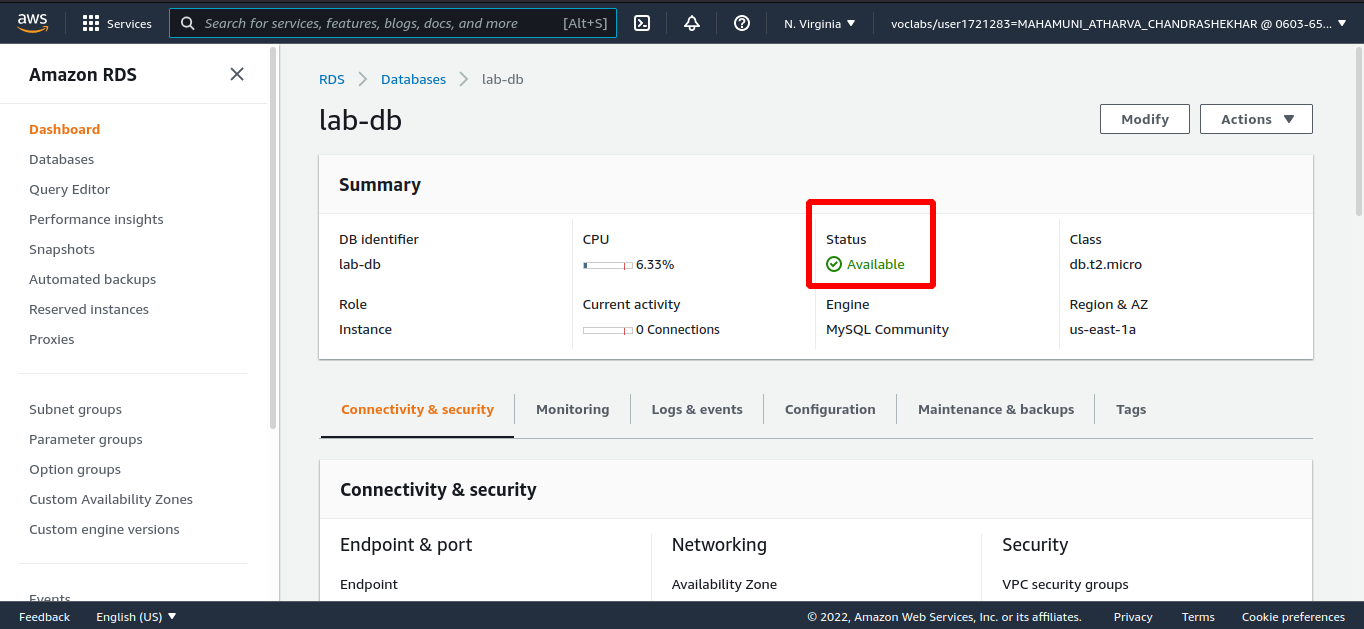 aws
Services
Search for services, features, blogs, docs, and more [Alt+S]
N. Virginia
voclabs/user1721283=MAHAMUNI_ATHARVA_CHANDRASHEKHAR @ 0603-65...
Amazon RDS
Dashboard
Databases
Query Editor
Performance insights
Snapshots
Automated backups
Reserved instances
Proxies
Subnet groups
Parameter groups
Option groups
Custom Availability Zones
Custom engine versions
Events
RDS
Databases
lab-db
lab-db
Modify
Actions
Summary
DB identifier
lab-db
CPU
6.33%
Status
Available
Class
db.t2.micro
Role
Instance
Current activity
0 Connections
Engine
MySQL Community
Region & AZ
us-east-1a
Connectivity & security
Monitoring
Logs & events
Configuration
Maintenance & backups
Tags
Connectivity & security
Endpoint & port
Endpoint
Networking
Availability Zone
Security
VPC security groups
Feedback
English (US)
© 2022, Amazon Web Services, Inc. or its affiliates.
Privacy
Terms
Cookie preferences